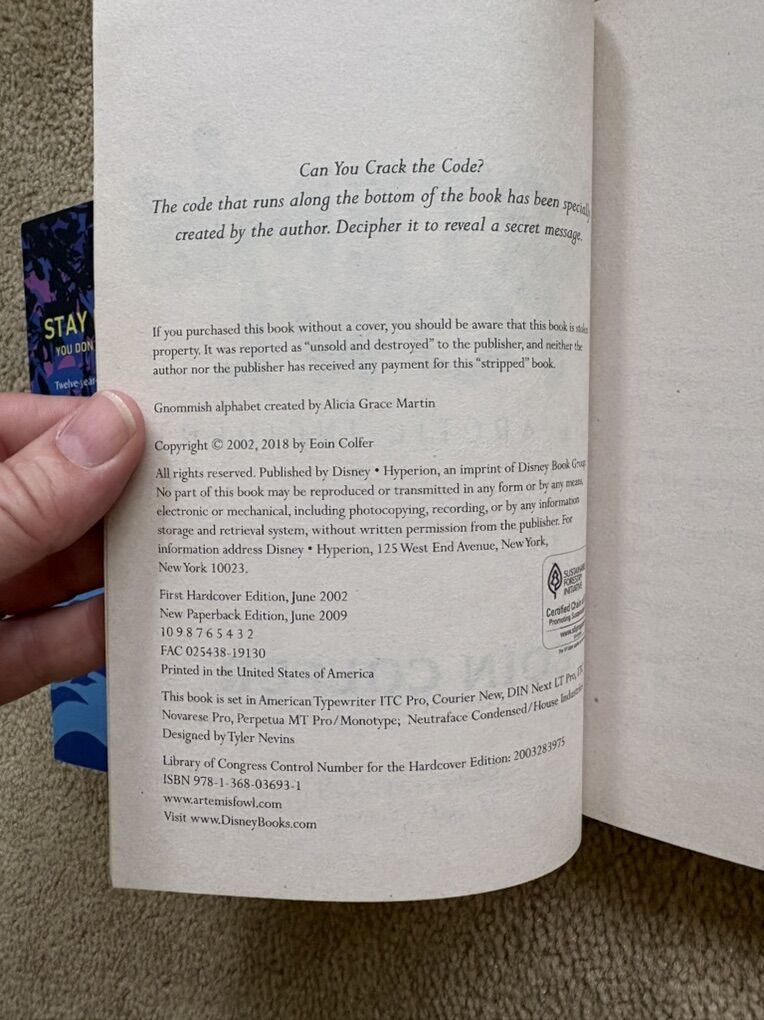 Can You Crack the Code?
The code that runs along the bottom of the book has been specially
created by the author. Decipher it to reveal a secret message.
If you purchased this book without a cover, you should be aware that this book is stolen
property. It was reported as “unsold and destroyed” to the publisher, and neither the
author nor the publisher has received any payment for this “stripped” book.
Gnommish alphabet created by Alicia Grace Martin
Copyright © 2002, 2018 by Eoin Colfer
All rights reserved. Published by Disney • Hyperion, an imprint of Disney Book Group.
No part of this book may be reproduced or transmitted in any form or by any means,
electronic or mechanical, including photocopying, recording, or by any information
storage and retrieval system, without written permission from the publisher. For
information address Disney • Hyperion, 125 West End Avenue, New York,
New York 10023.
First Hardcover Edition, June 2002
New Paperback Edition, June 2009
10 9 8 7 6 5 4 3 2
FAC 025438-19130
Printed in the United States of America
This book is set in American Typewriter ITC Pro, Courier New, DIN Next LT Pro, ITC
Novarese Pro, Perpetua MT Pro/Monotype; Neutraface Condensed/House Industries
Designed by Tyler Nevins
Library of Congress Control Number for the Hardcover Edition: 2003283975
ISBN 978-1-368-03693-1
www.artemisfowl.com
Visit www.DisneyBooks.com
SUSTAINABLE
FORESTRY
INITIATIVE
Certified Chain of
Promoting
STAY
YOU DON'
Twelve-year-